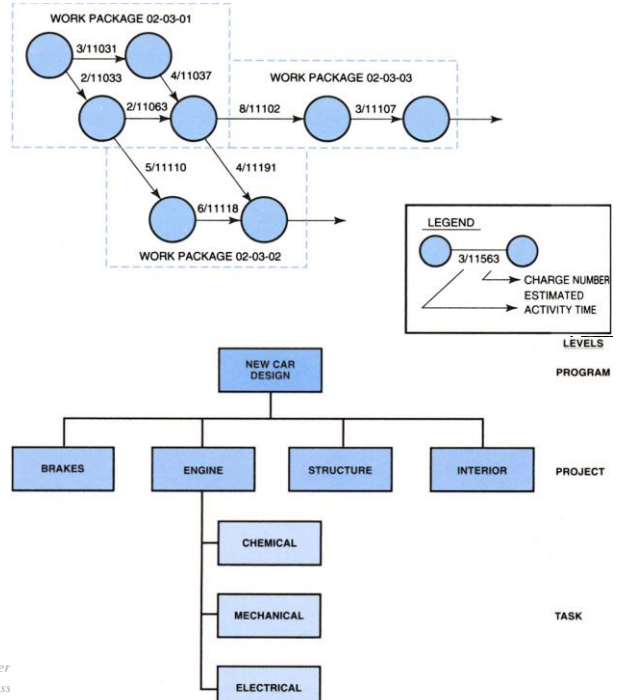 WORK PACKAGE 02-03-01
3/11031
2/11033
4/11037
WORK PACKAGE 02-03-03
2/11063
8/11102
3/11107
5/11110
4/11191
6/11118
WORK PACKAGE 02-03-02
LEGEND
3/11563
CHARGE NUMBER
ESTIMATED
ACTIVITY TIME
LEVELS
NEW CAR
DESIGN
PROGRAM
BRAKES
ENGINE
STRUCTURE
INTERIOR
PROJECT
CHEMICAL
MECHANICAL
TASK
er
ss
ELECTRICAL